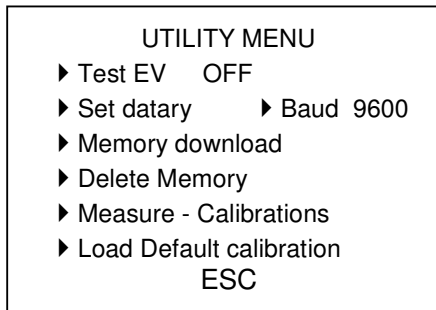 UTILITY MENU
Test EV OFF
Set datary Baud 9600
Memory download
Delete Memory
Measure - Calibrations
Load Default calibration
ESC